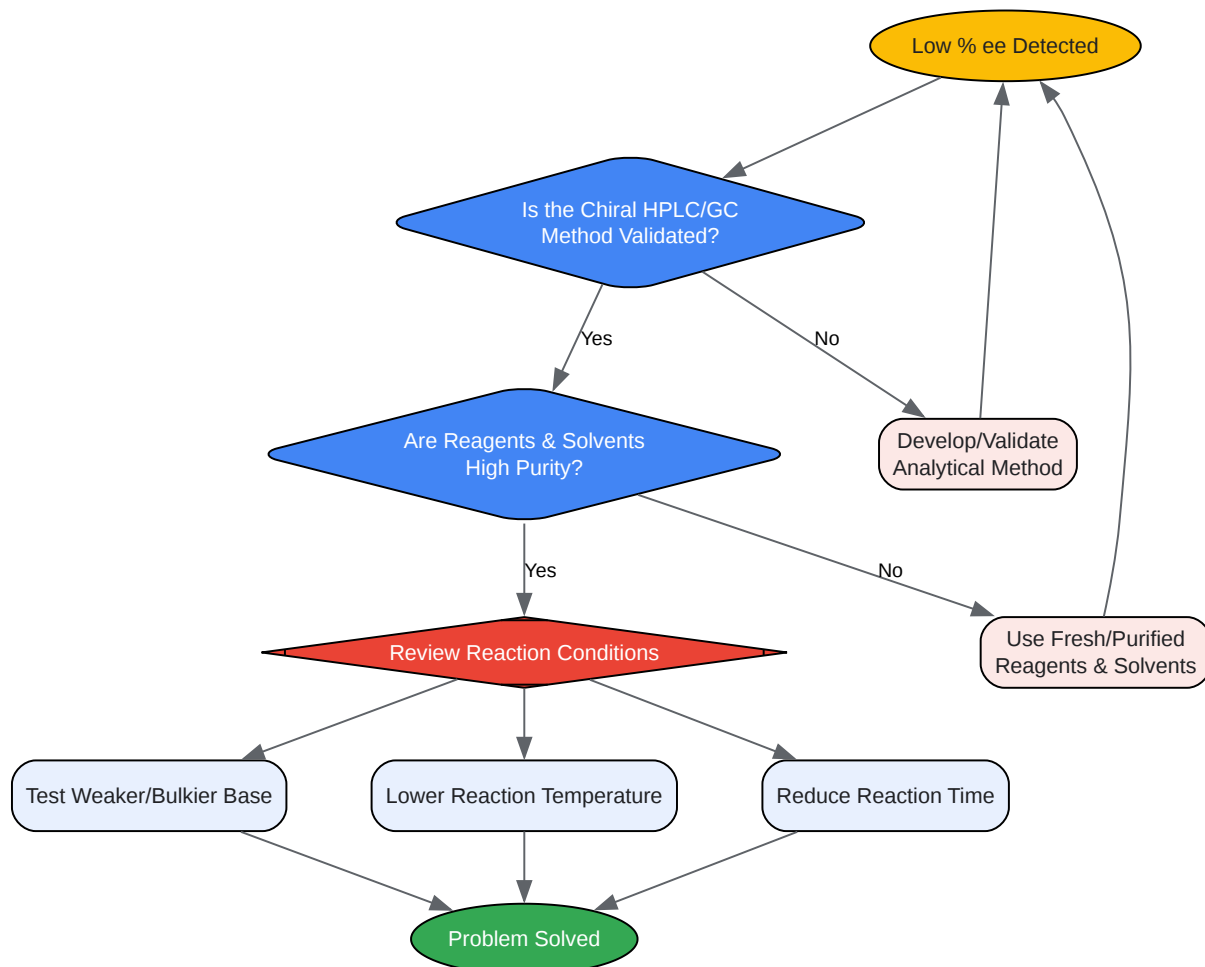 Low % ee Detected
Is the Chiral HPLC/GC
Method Validated?
Yes
No
Are Reagents & Solvents
High Purity?
Develop/Validate
Analytical Method
Yes
No
Review Reaction Conditions
Use Fresh/Purified
Reagents & Solvents
Test Weaker/Bulkier Base
Lower Reaction Temperature
Reduce Reaction Time
Problem Solved